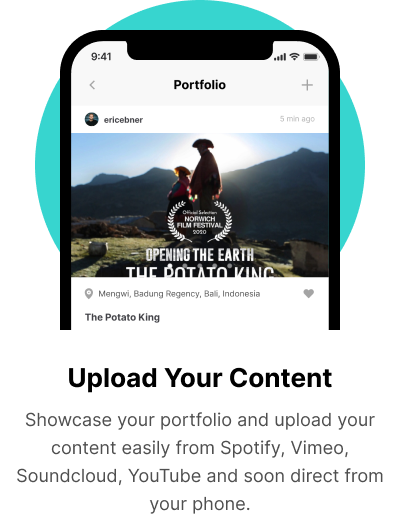 9:41
Portfolio
ericebner
5 min ago
Official Selection
NORWICH
FILM FESTIVAL
2020
OPENING THE EARTH
THE POTATO KING
Mengwi, Badung Regency, Bali, Indonesia
The Potato King
Upload Your Content
Showcase your portfolio and upload your
content easily from Spotify, Vimeo,
Soundcloud, YouTube and soon direct from
your phone.